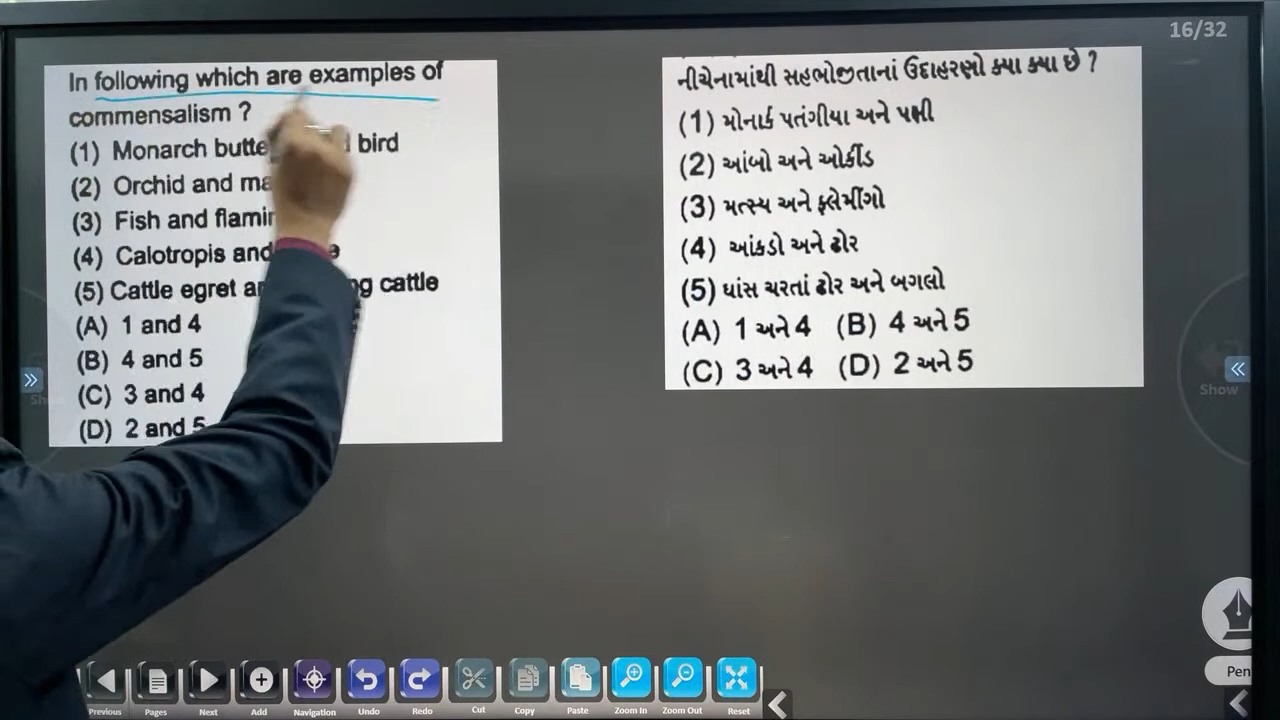 16/32
In following which are examples of
commensalism ?
(1) Monarch bird
(2) Orchid and
(3) Fish and
(4) Calotropis and
(5) Cattle egret cattle
(A) 1 and 4
(B) 4 and 5
(C) 3 and 4
(D) 2 and 5
નીચેનામાંથી સહભોજીતાનાં ઉદાહરણો ક્યા ક્યા છે ?
(1) મોનાર્ક પતંગીયા અને પક્ષી
(2) આંબો અને ઓર્કીડ
(3) મત્સ્ય અને ફ્લેમીંગો
(4) આંકડો અને ઢોર
(5) ઘાંસ ચરતાં ઢોર અને બગલો
(A) 1 અને 4 (B) 4 અને 5
(C) 3 અને 4 (D) 2 અને 5
Show
Pen
Previous Pages Next Add Navigation Undo Redo Cut Copy Paste Zoom In Zoom Out Reset